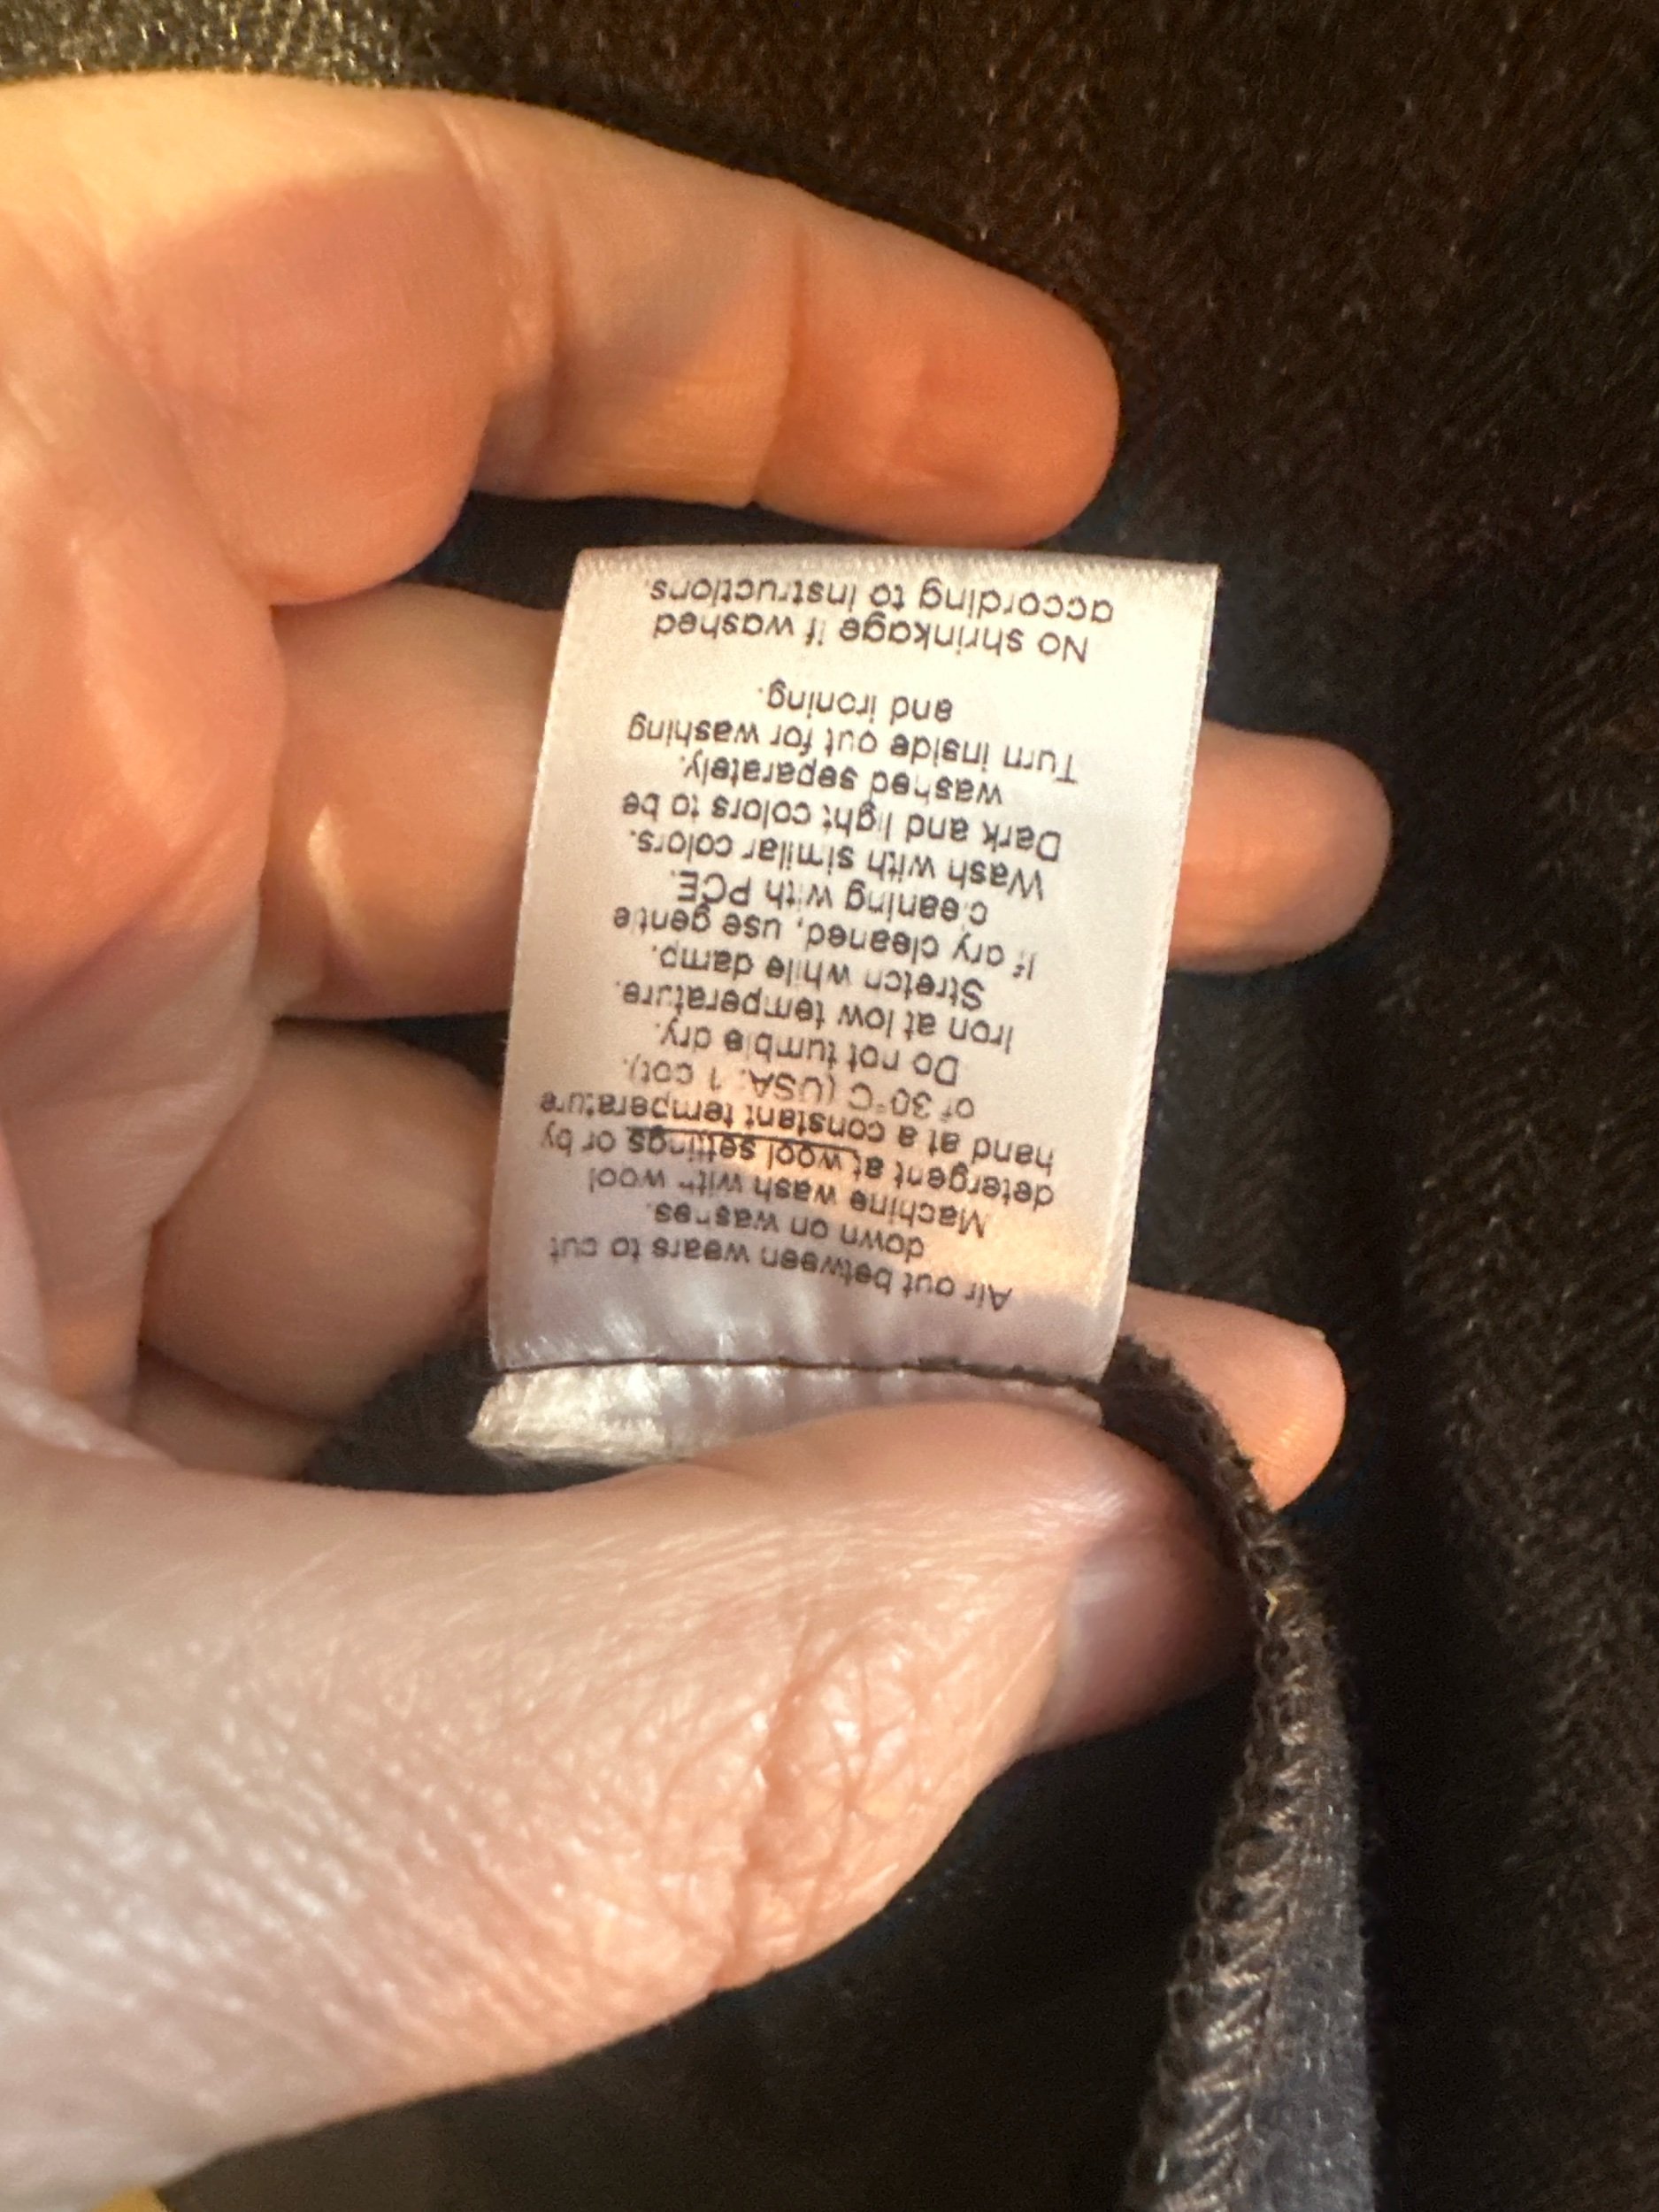 Air out between wears to cut
down on washes.
Machine wash with wool
detergent at wool settings or by
hand at a constant temperature
of 30°C (USA: 1 dot).
Do not tumble dry.
Iron at low temperature.
Stretch while damp.
If dry cleaned, use gentle
cleaning with PCE.
Wash with similar colors.
Dark and light colors to be
washed separately.
Turn inside out for washing
and ironing.
No shrinkage if washed
according to instructions.